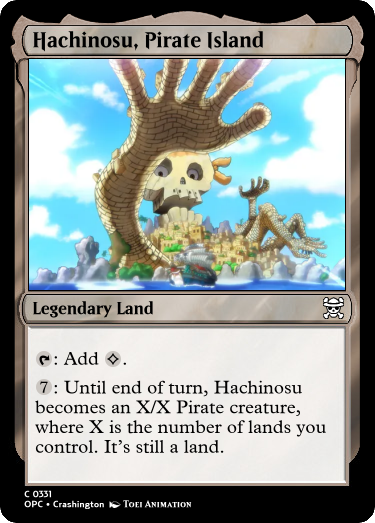 Hachinosu, Pirate Island
Legendary Land
: Add .
7: Until end of turn, Hachinosu
becomes an X/X Pirate creature,
where X is the number of lands you
control. It's still a land.
C 0331
OPC • Crashington TOEI ANIMATION